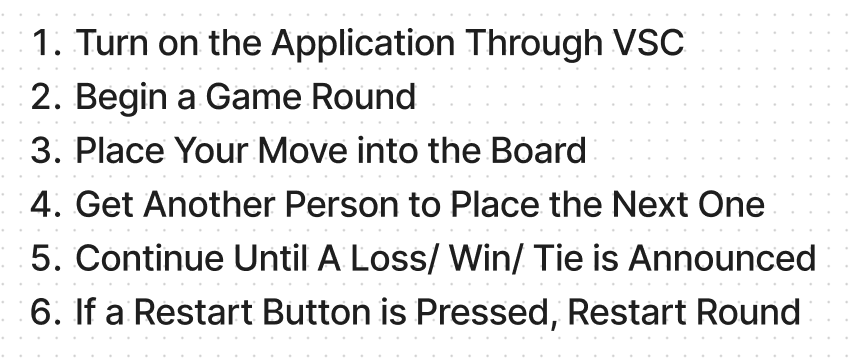 1. Turn on the Application Through VSC
2. Begin a Game Round
3. Place Your Move into the Board
4. Get Another Person to Place the Next One
5. Continue Until A Loss/ Win/ Tie is Announced
6. If a Restart Button is Pressed, Restart Round